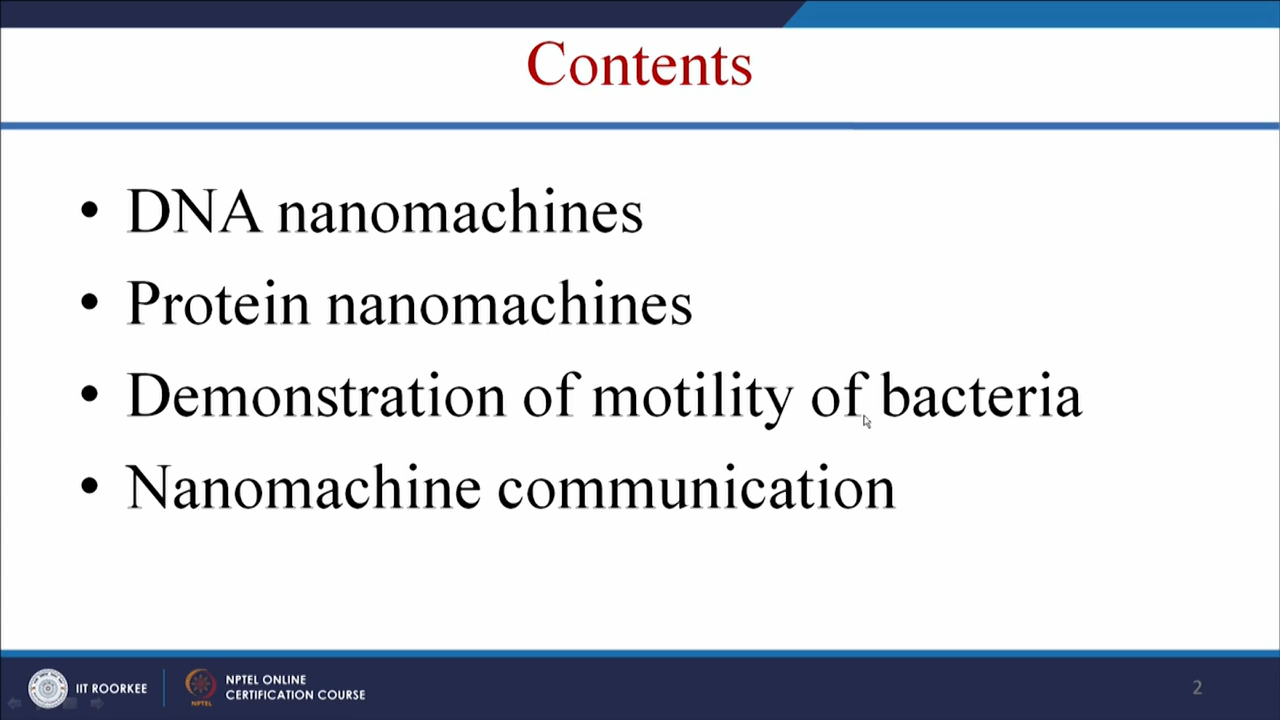 Contents
• DNA nanomachines
• Protein nanomachines
• Demonstration of motility of bacteria
• Nanomachine communication
IIT ROORKEE
NPTEL
NPTEL ONLINE
CERTIFICATION COURSE
2